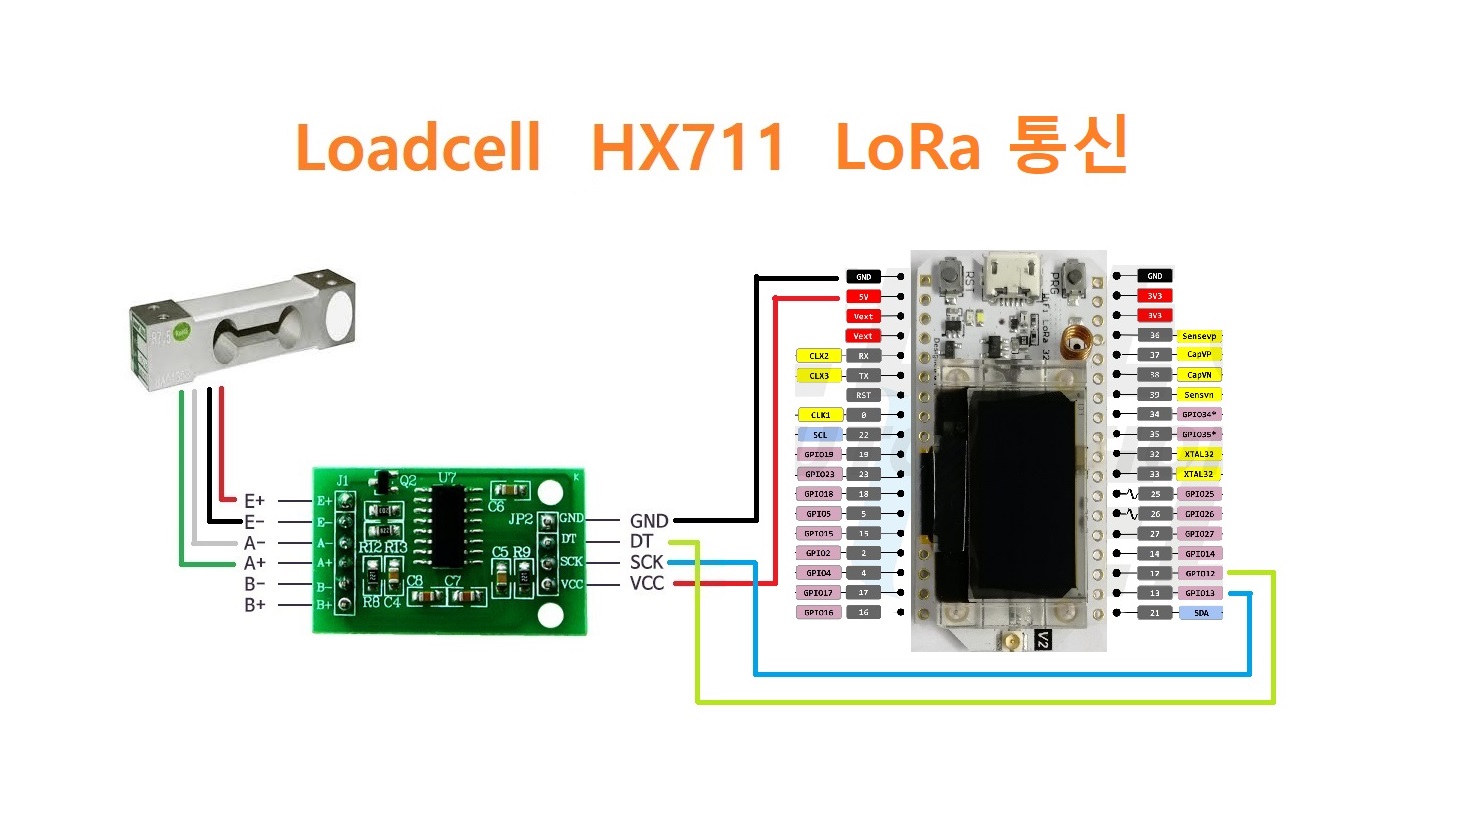 Loadcell HX711 LoRa 통신
E+
E-
A-
A+
B-
B+
J1
E+
E-
A-
A+
B-
B+
Q2
U7
C6
K
JP2
R12 R13
C5 R9
R8 C4
C8 C7
GND
DT
SCK
VCC
GND
DT
SCK
VCC
GND
5V
Vext
Vext
CLX2 RX
CLX3 TX
RST
CLK1 0
SCL 22
GPIO19 19
GPIO23 23
GPIO18 18
GPIO5 5
GPIO15 15
GPIO2 2
GPIO4 4
GPIO17 17
GPIO16 16
RST
PRG
LoRa 32
V2
GND
3V3
3V3
36 Sensevp
37 CapVP
38 CapVN
39 Sensvn
34 GPIO34*
35 GPIO35*
32 XTAL32
33 XTAL32
25 GPIO25
26 GPIO26
27 GPIO27
14 GPIO14
12 GPIO12
13 GPIO13
21 SDA